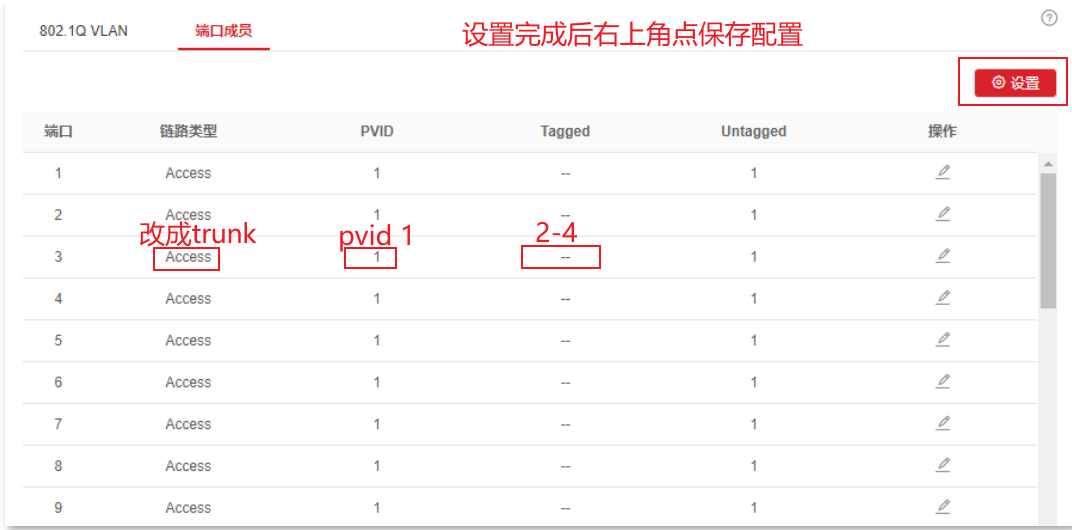 802.1Q VLAN 端口成员
设置完成后右上角点保存配置
设置
端口 链路类型 PVID Tagged Untagged 操作
1 Access 1 -- 1
2 Access 1 -- 1
改成trunk pvid 1 2-4
3 Access 1 -- 1
4 Access 1 -- 1
5 Access 1 -- 1
6 Access 1 -- 1
7 Access 1 -- 1
8 Access 1 -- 1
9 Access 1 -- 1